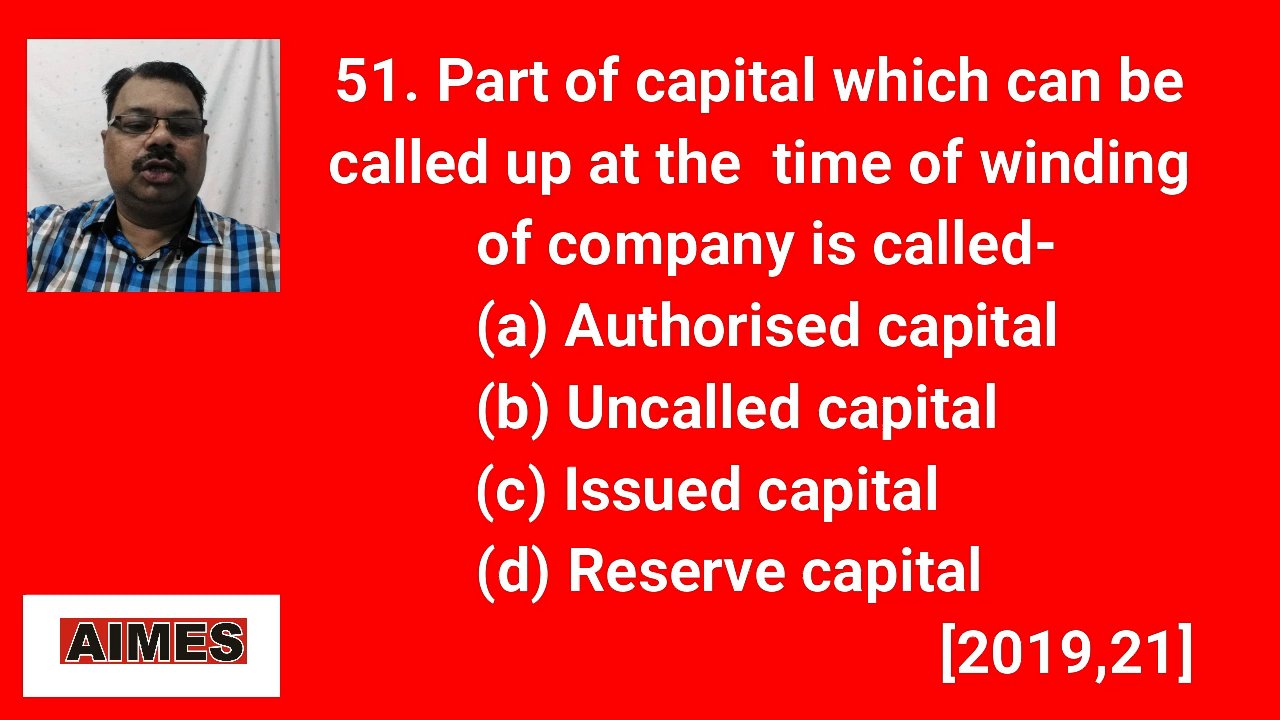 51. Part of capital which can be
called up at the time of winding
of company is called-
(a) Authorised capital
(b) Uncalled capital
(c) Issued capital
(d) Reserve capital
[2019,21]
AIMES